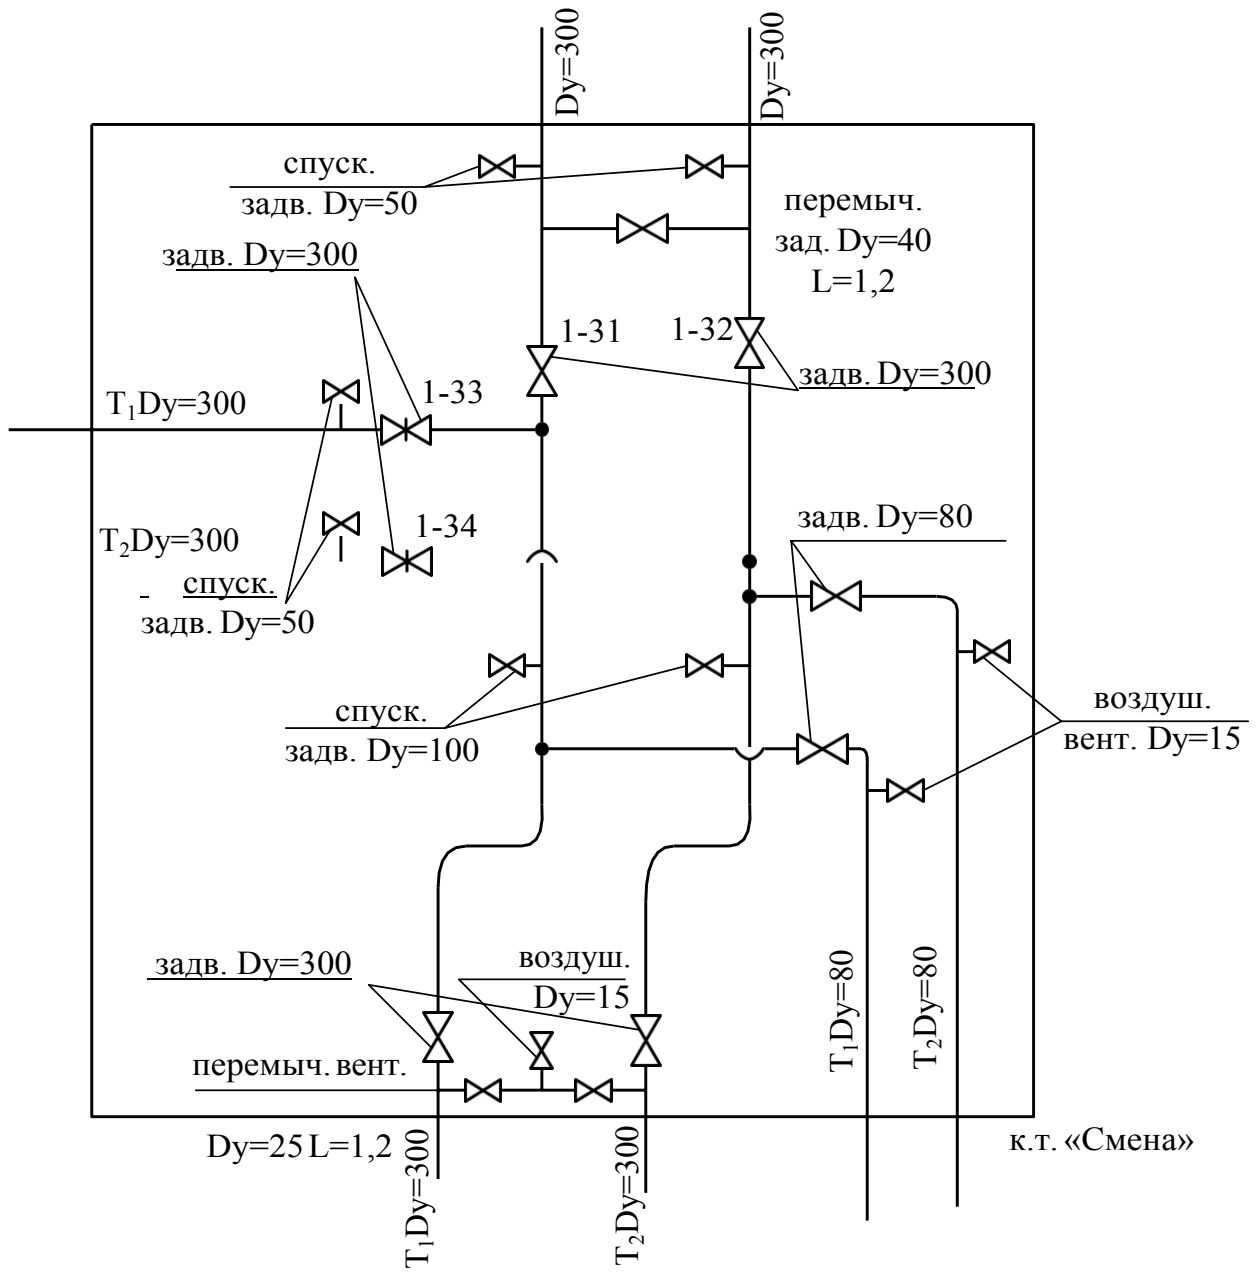 Dy=300
Dy=300
спуск.
задв. Dy=50
перемыч.
зад. Dy=40
L=1,2
задв. Dy=300
1-31
1-32
задв. Dy=300
1-33
T₁Dy=300
1-34
T₂Dy=300
задв. Dy=80
спуск.
задв. Dy=50
спуск.
задв. Dy=100
воздуш.
вент. Dy=15
задв. Dy=300
воздуш.
Dy=15
T₁Dy=80
T₂Dy=80
перемыч. вент.
Dy=25 L=1,2
T₁Dy=300
T₂Dy=300
к.т. «Смена»